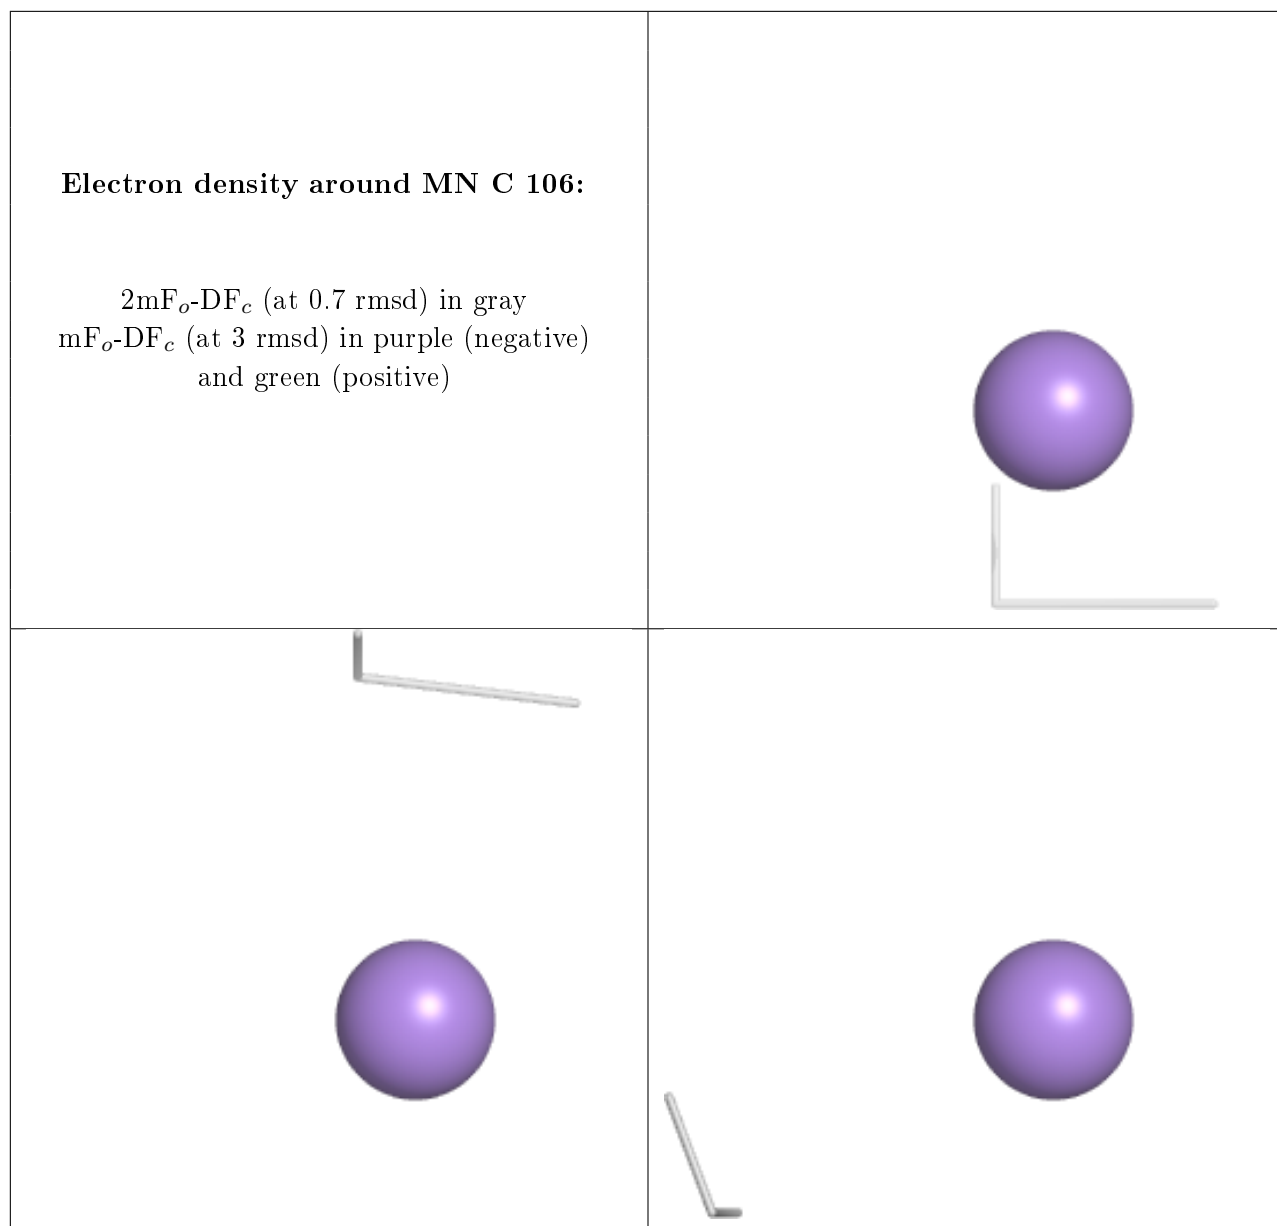 Electron density around MN C 106:
2mFo-DFc (at 0.7 rmsd) in gray
mFo-DFc (at 3 rmsd) in purple (negative)
and green (positive)